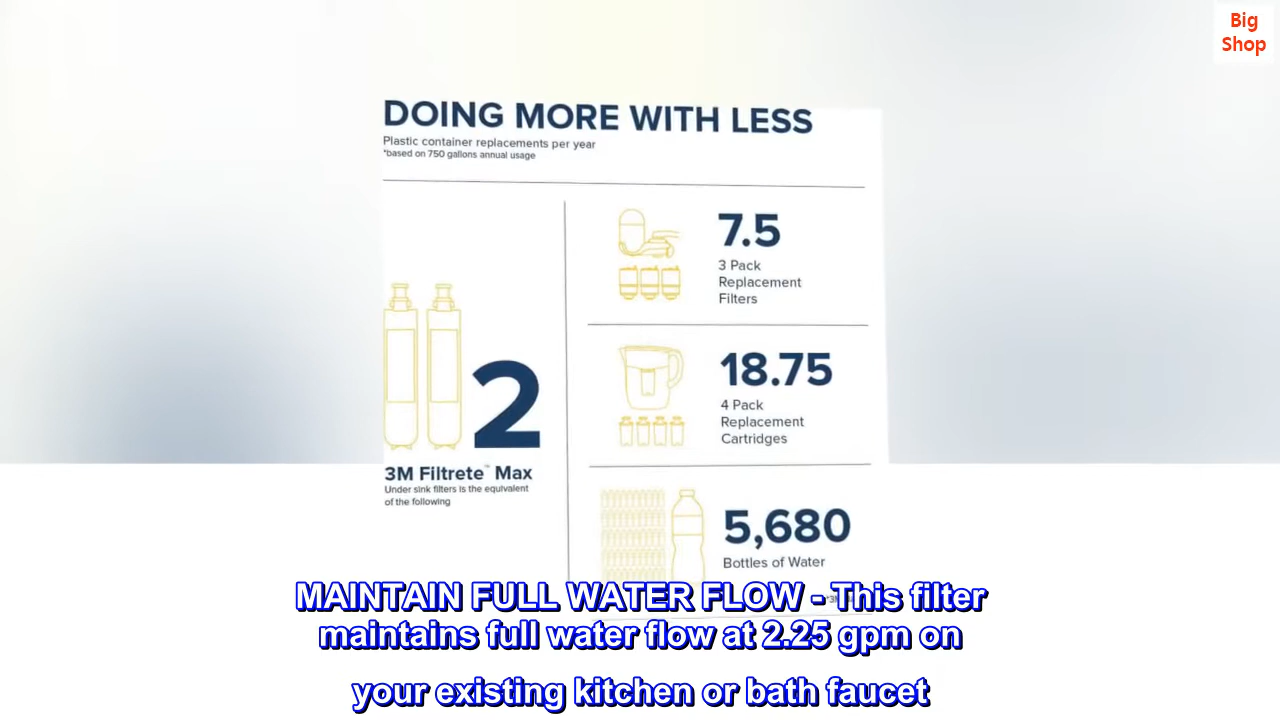 Big
Shop
DOING MORE WITH LESS
Plastic container replacements per year
*based on 750 gallons annual usage
2
3M Filtrete™ Max
Under sink filters is the equivalent
of the following
7.5
3 Pack
Replacement
Filters
18.75
4 Pack
Replacement
Cartridges
5,680
Bottles of Water
MAINTAIN FULL WATER FLOW - This filter
maintains full water flow at 2.25 gpm on
your existing kitchen or bath faucet